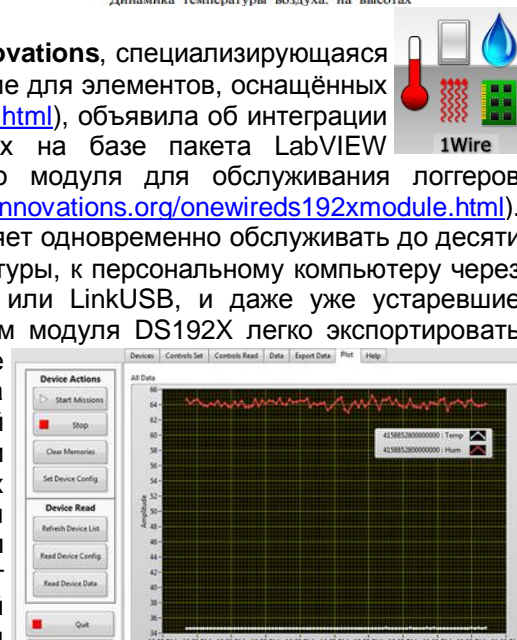 Динамика температуры воздуха. на высотах
ovations, специализирующаяся
ие для элементов, оснащённых
html), объявила об интеграции
х на базе пакета LabVIEW
1Wire
о модуля для обслуживания логгеров
nnovations.org/onewireds192xmodule.html).
яет одновременно обслуживать до десяти
туры, к персональному компьютеру через
или LinkUSB, и даже уже устаревшие
м модуля DS192X легко экспортировать
Devices Controls Set Controls Read Data Export Data Plot Help
Device Actions
Start Missions
Stop
Clear Memories
Set Device Config
Device Read
Refresh Device List
Read Device Config
Read Device Data
Quit
All Data
66
64
62
60
58
56
54
52
50
48
46
44
42
40
38
36
34
Amplitude
4158852800000000 : Temp
4158852800000000 : Hum